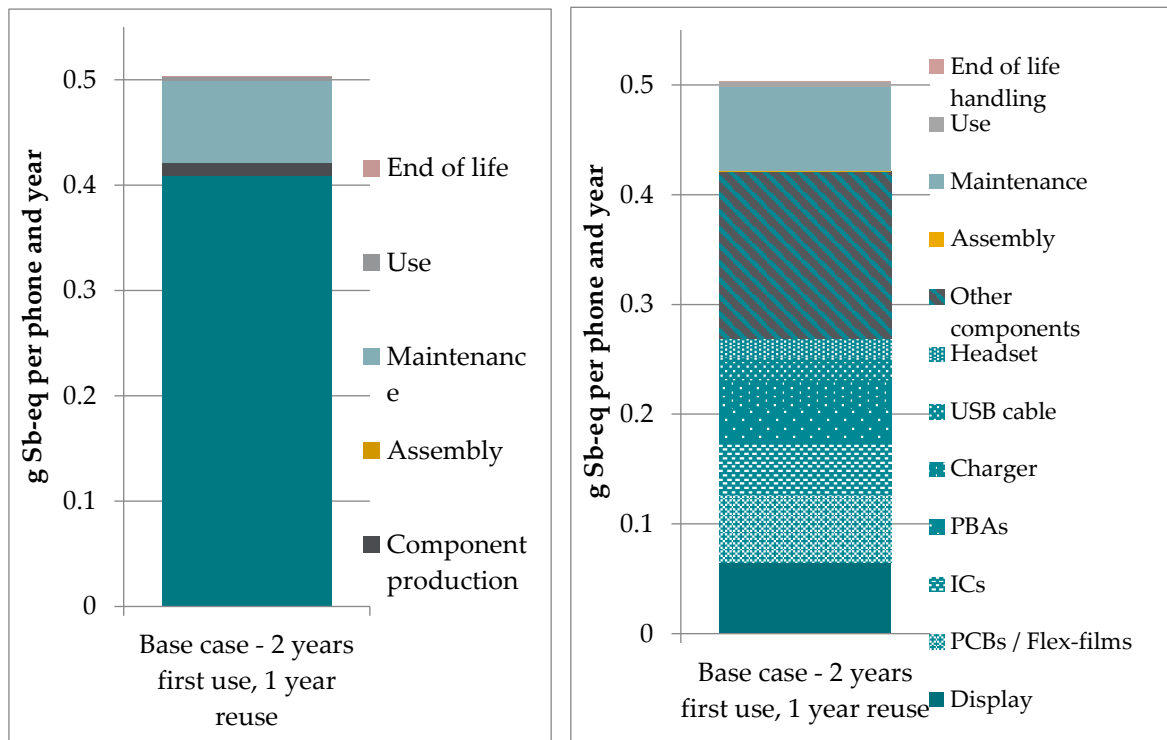 g Sb-eq per phone and year
0.5
0.4
0.3
0.2
0.1
0
Base case - 2 years
first use, 1 year
reuse
End of life
Use
Maintenanc
e
Assembly
Component
production
g Sb-eq per phone and year
0.5
0.4
0.3
0.2
0.1
0
Base case - 2 years
first use, 1 year reuse
End of life
handling
Use
Maintenance
Assembly
Other
components
Headset
USB cable
Charger
PBAs
ICs
PCBs / Flex-films
Display